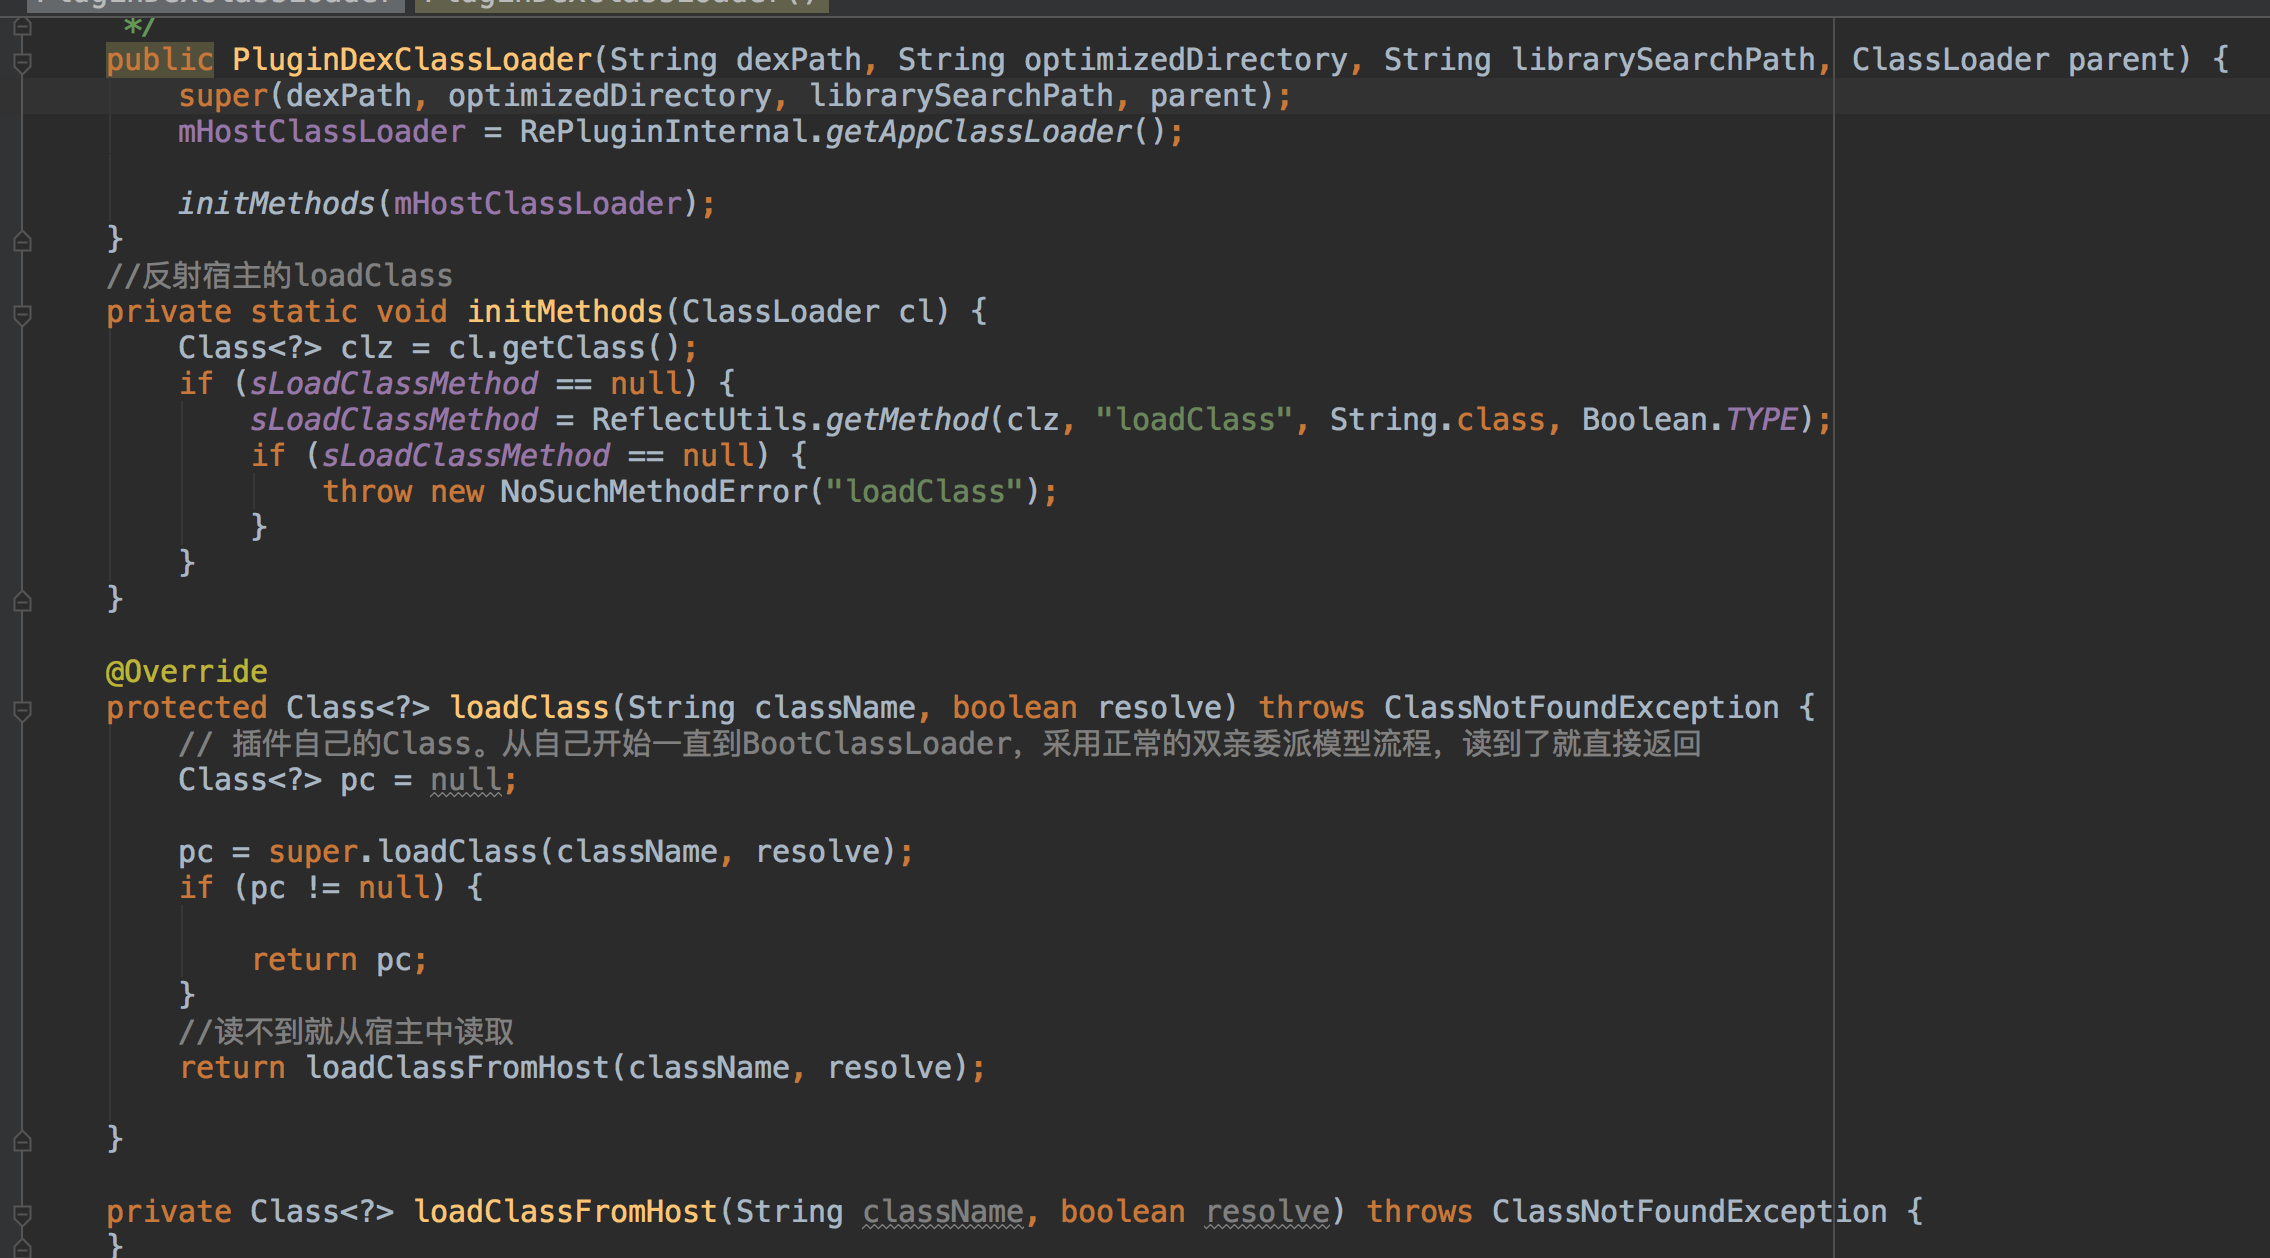 */
public PluginDexClassLoader(String dexPath, String optimizedDirectory, String librarySearchPath, ClassLoader parent) {
super(dexPath, optimizedDirectory, librarySearchPath, parent);
mHostClassLoader = RePluginInternal.getAppClassLoader();
initMethods(mHostClassLoader);
}
//反射宿主的loadClass
private static void initMethods(ClassLoader cl) {
Class<?> clz = cl.getClass();
if (sLoadClassMethod == null) {
sLoadClassMethod = ReflectUtils.getMethod(clz, "loadClass", String.class, Boolean.TYPE);
if (sLoadClassMethod == null) {
throw new NoSuchMethodError("loadClass");
}
}
}
@Override
protected Class<?> loadClass(String className, boolean resolve) throws ClassNotFoundException {
// 插件自己的Class。从自己开始一直到BootClassLoader，采用正常的双亲委派模型流程，读到了就直接返回
Class<?> pc = null;
pc = super.loadClass(className, resolve);
if (pc != null) {
return pc;
}
//读不到就从宿主中读取
return loadClassFromHost(className, resolve);
}
private Class<?> loadClassFromHost(String className, boolean resolve) throws ClassNotFoundException {
}